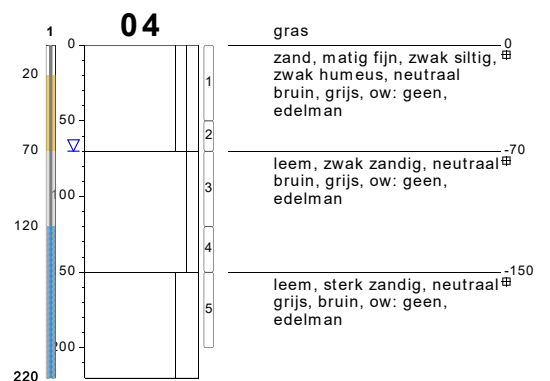 04
1
gras
0
0
zand, matig fijn, zwak siltig,
zwak humeus, neutraal
bruin, grijs, ow: geen,
edelman
20
1
50
2
70
-70
leem, zwak zandig, neutraal
bruin, grijs, ow: geen,
edelman
100
3
120
4
50
-150
leem, sterk zandig, neutraal
grijs, bruin, ow: geen,
edelman
5
200
220